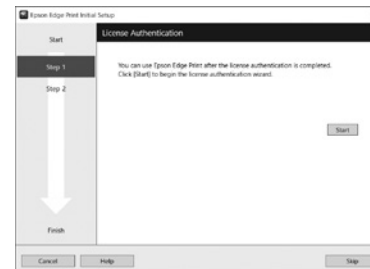 Epson Edge Print Initial Setup
Start
License Authentication
Step 1
You can use Epson Edge Print after the license authentication is completed.
Click [Start] to begin the license authentication wizard.
Step 2
Start
Finish
Cancel
Help
Skip